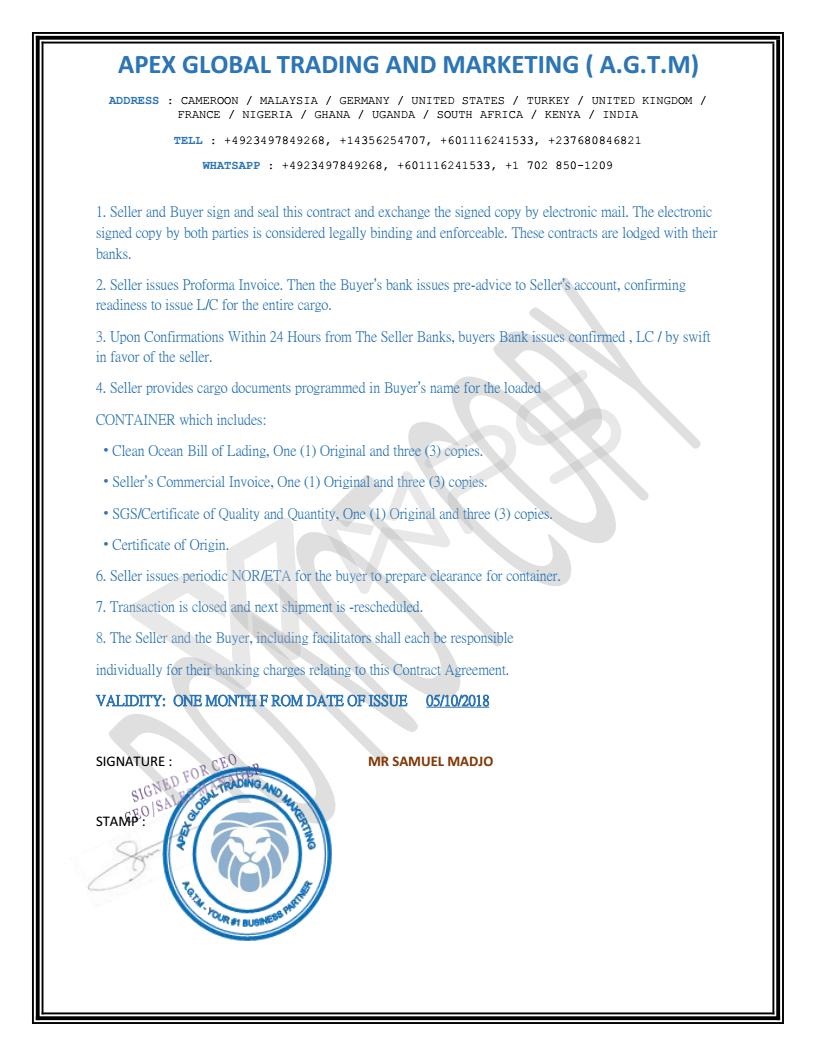 APEX GLOBAL TRADING AND MARKETING ( A.G.T.M)
ADDRESS : CAMEROON / MALAYSIA / GERMANY / UNITED STATES / TURKEY / UNITED KINGDOM /
FRANCE / NIGERIA / GHANA / UGANDA / SOUTH AFRICA / KENYA / INDIA
TELL : +4923497849268, +14356254707, +601116241533, +237680846821
WHATSAPP : +4923497849268, +601116241533, +1 702 850-1209
1. Seller and Buyer sign and seal this contract and exchange the signed copy by electronic mail. The electronic
signed copy by both parties is considered legally binding and enforceable. These contracts are lodged with their
banks.
2. Seller issues Proforma Invoice. Then the Buyer's bank issues pre-advice to Seller's account, confirming
readiness to issue L/C for the entire cargo.
3. Upon Confirmations Within 24 Hours from The Seller Banks, buyers Bank issues confirmed , LC / by swift
in favor of the seller.
4. Seller provides cargo documents programmed in Buyer's name for the loaded
CONTAINER which includes:
• Clean Ocean Bill of Lading, One (1) Original and three (3) copies.
• Seller's Commercial Invoice, One (1) Original and three (3) copies.
• SGS/Certificate of Quality and Quantity, One (1) Original and three (3) copies.
• Certificate of Origin.
6. Seller issues periodic NOR/ETA for the buyer to prepare clearance for container.
7. Transaction is closed and next shipment is -rescheduled.
8. The Seller and the Buyer, including facilitators shall each be responsible
individually for their banking charges relating to this Contract Agreement.
VALIDITY: ONE MONTH F ROM DATE OF ISSUE 05/10/2018
SIGNATURE : MR SAMUEL MADJO
SIGNED FOR CEO
CEO/SALES MANAGER
STAMP :
APEX GLOBAL TRADING AND MAKERTING
A.G.T.M - YOUR #1 BUSINESS PARTNER
DO NOT COPY